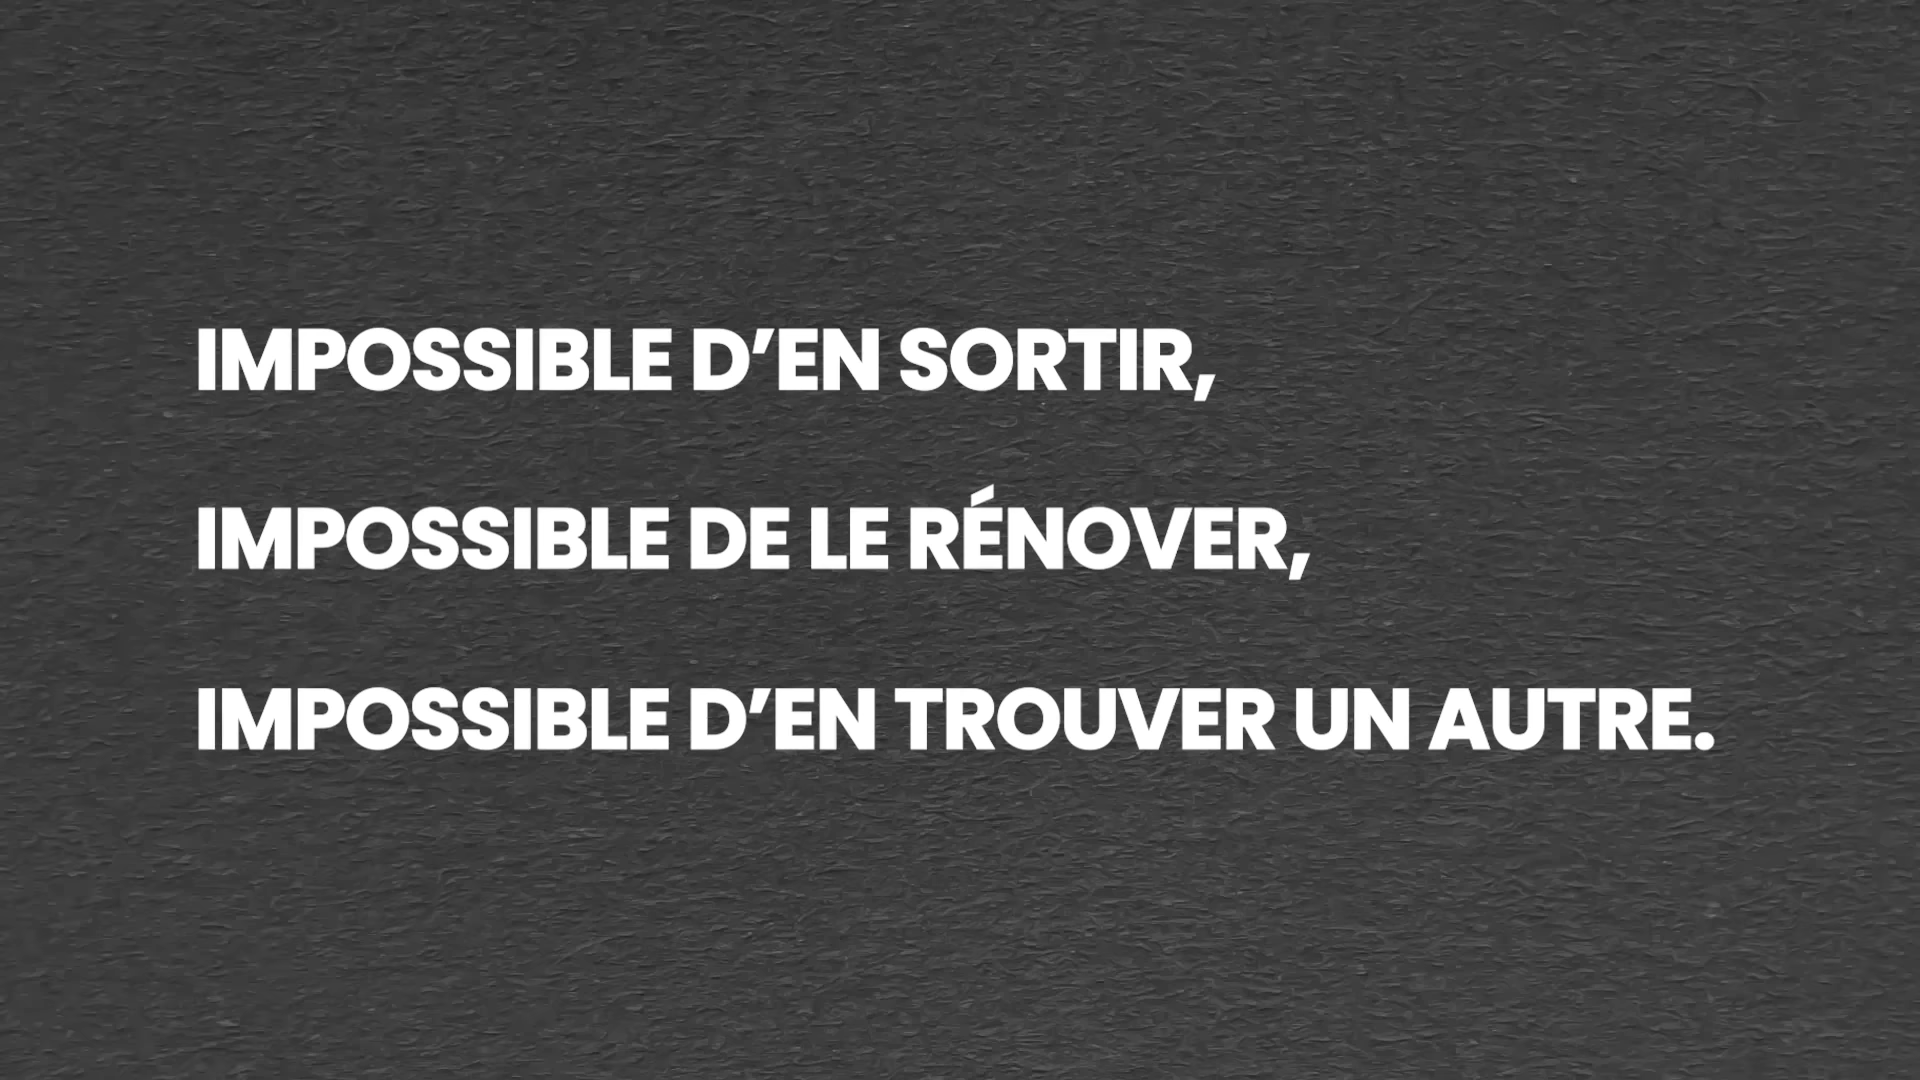 IMPOSSIBLE D’EN SORTIR,
IMPOSSIBLE DE LE RÉNOVER,
IMPOSSIBLE D’EN TROUVER UN AUTRE.